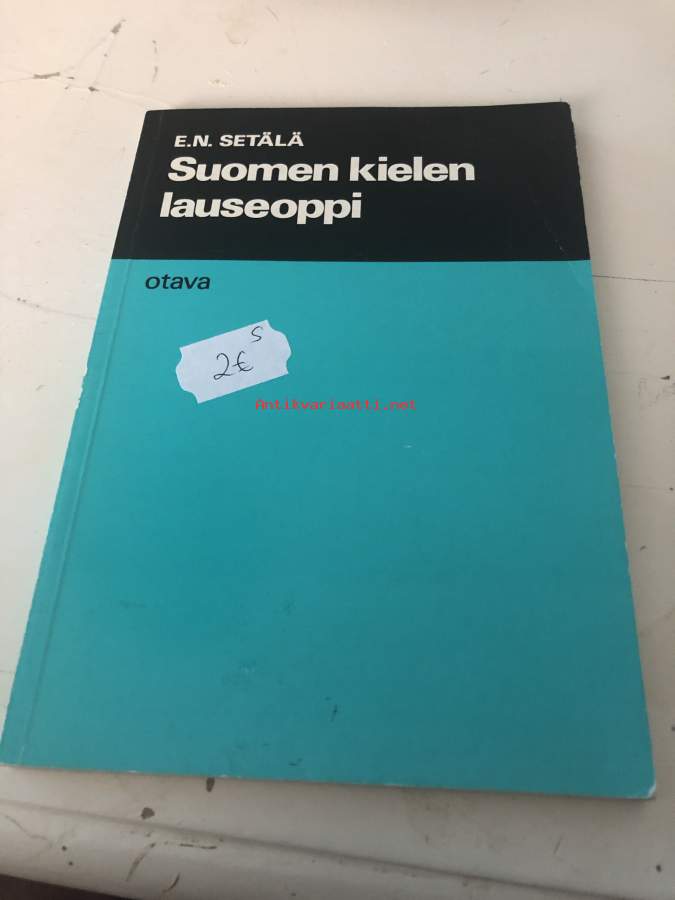 E.N. SETÄLÄ
Suomen kielen
lauseoppi
otava
S
2€
Antikvariaatti.net